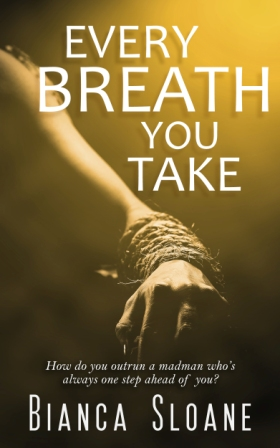 EVERY
BREATH
YOU
TAKE
How do you outrun a madman who's
always one step ahead of you?
BIANCA SLOANE